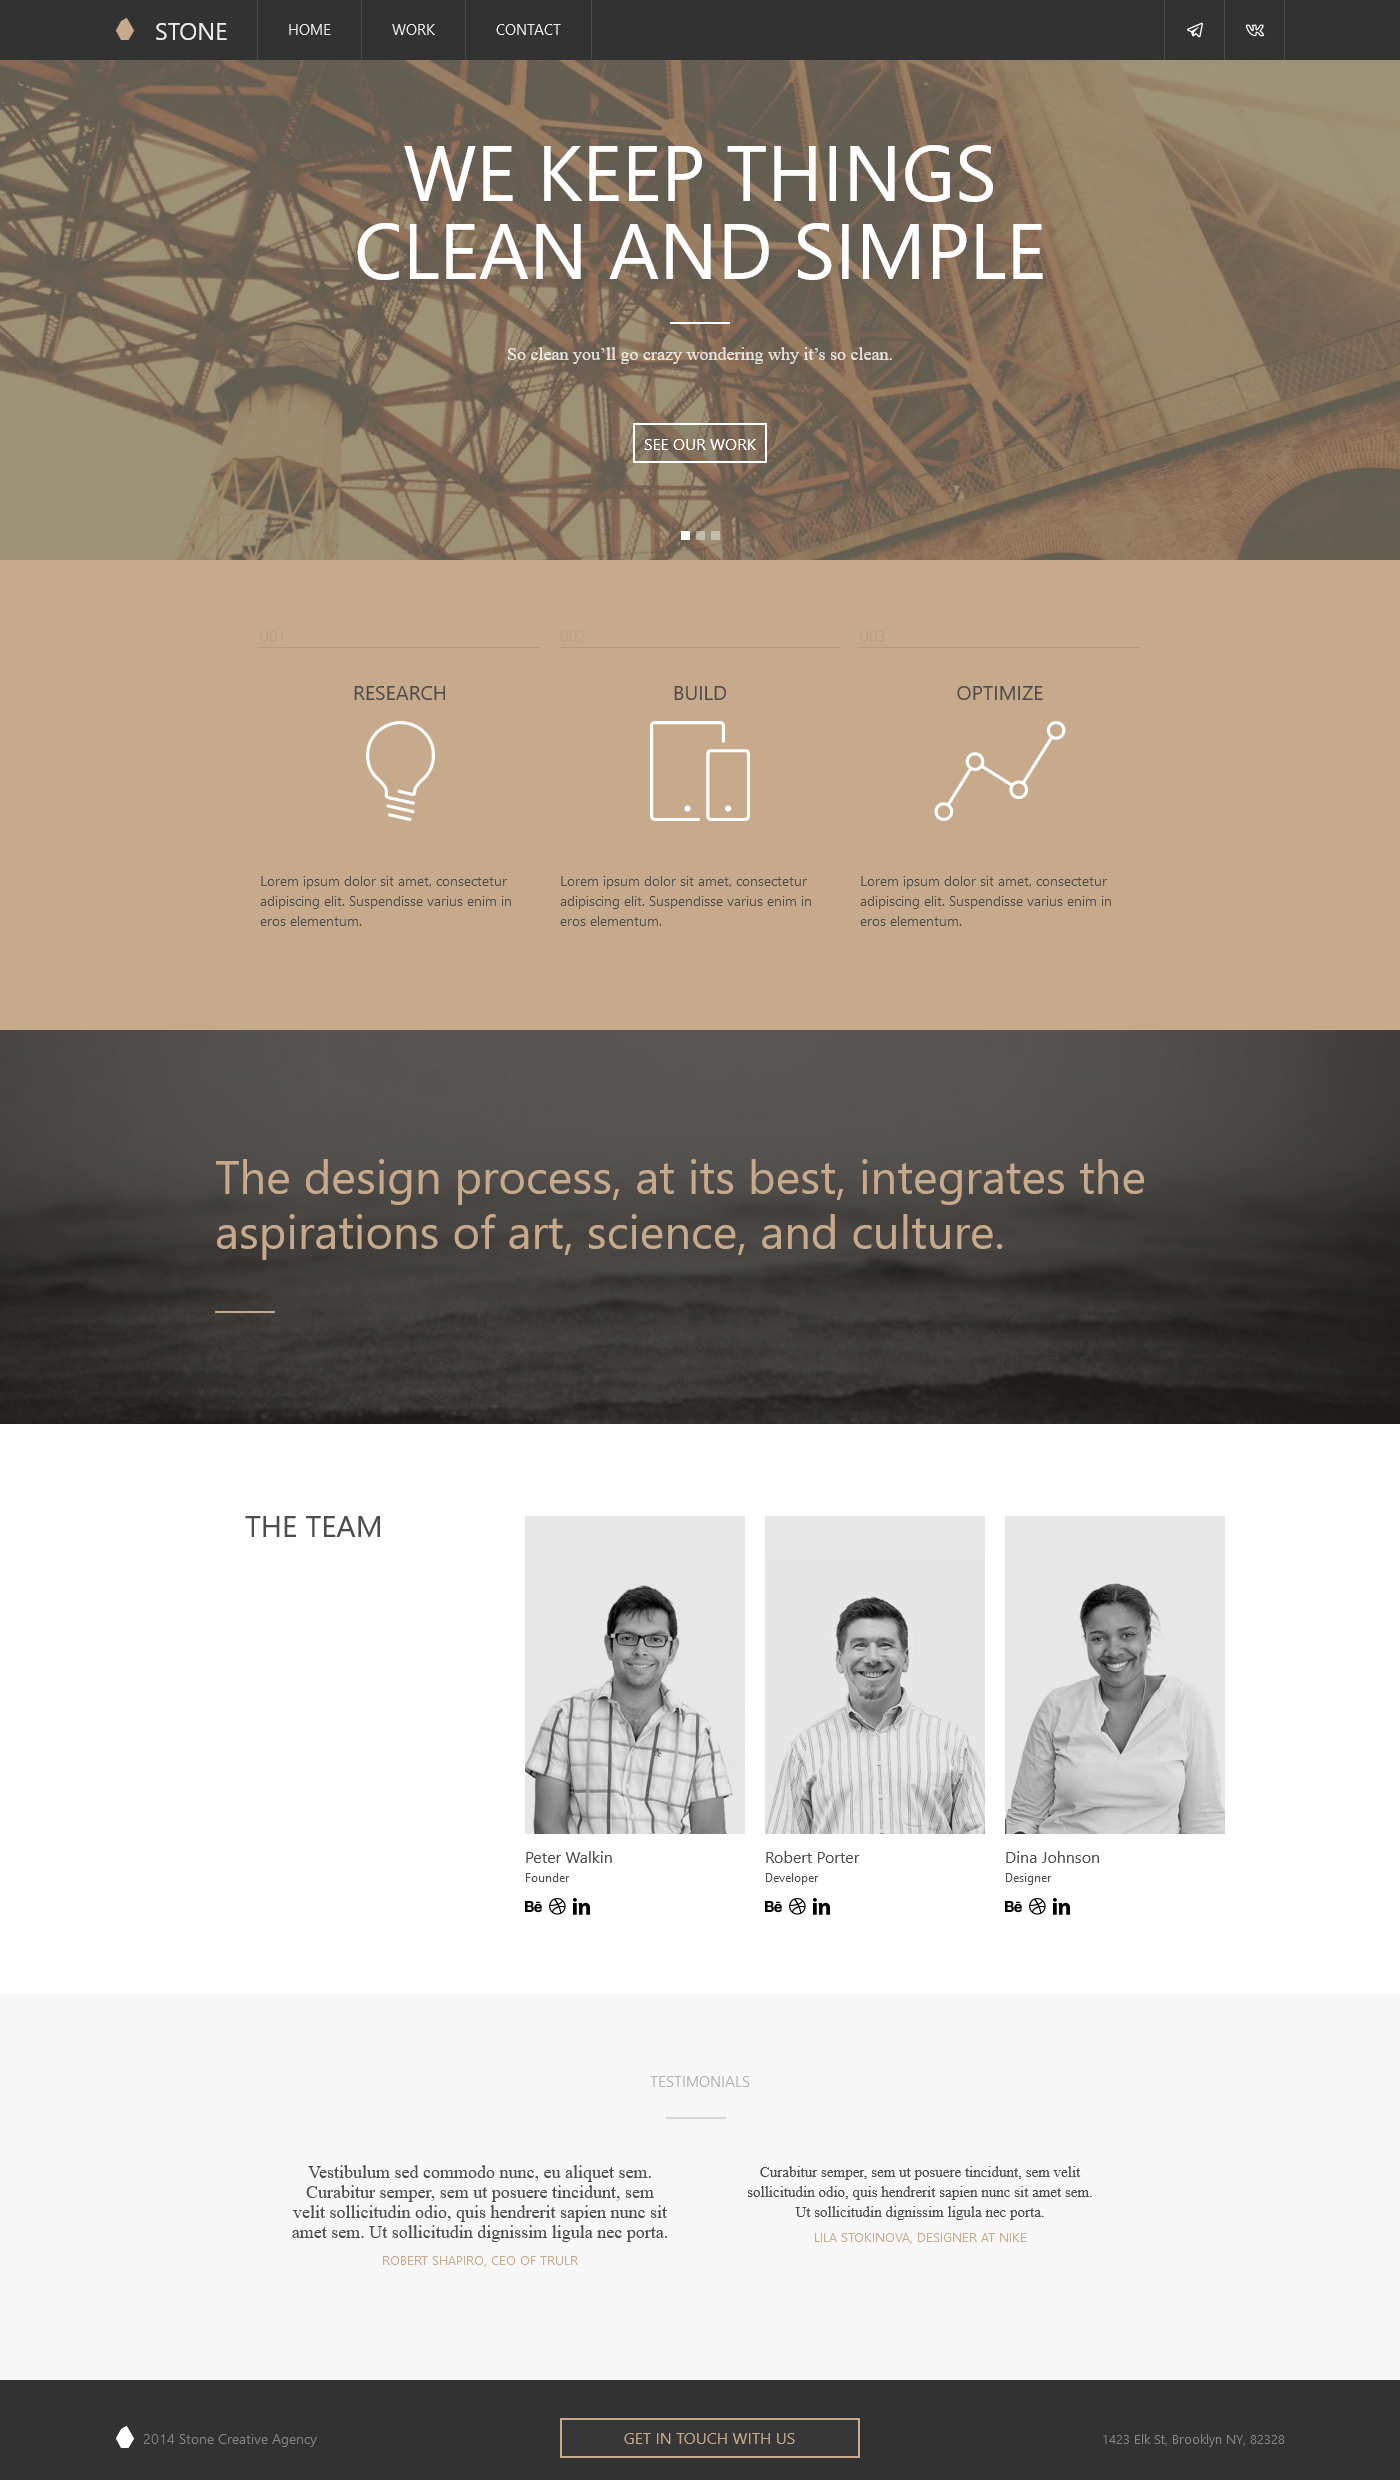 STONE
HOME
WORK
CONTACT
WE KEEP THINGS
CLEAN AND SIMPLE
So clean you’ll go crazy wondering why it’s so clean.
SEE OUR WORK
001
RESEARCH
Lorem ipsum dolor sit amet, consectetur
adipiscing elit. Suspendisse varius enim in
eros elementum.
002
BUILD
Lorem ipsum dolor sit amet, consectetur
adipiscing elit. Suspendisse varius enim in
eros elementum.
003
OPTIMIZE
Lorem ipsum dolor sit amet, consectetur
adipiscing elit. Suspendisse varius enim in
eros elementum.
The design process, at its best, integrates the
aspirations of art, science, and culture.
THE TEAM
Peter Walkin
Founder
Bē in
Robert Porter
Developer
Bē in
Dina Johnson
Designer
Bē in
TESTIMONIALS
Vestibulum sed commodo nunc, eu aliquet sem.
Curabitur semper, sem ut posuere tincidunt, sem
velit sollicitudin odio, quis hendrerit sapien nunc sit
amet sem. Ut sollicitudin dignissim ligula nec porta.
ROBERT SHAPIRO, CEO OF TRULR
Curabitur semper, sem ut posuere tincidunt, sem velit
sollicitudin odio, quis hendrerit sapien nunc sit amet sem.
Ut sollicitudin dignissim ligula nec porta.
LILA STOKINOVA, DESIGNER AT NIKE
2014 Stone Creative Agency
GET IN TOUCH WITH US
1423 Elk St, Brooklyn NY, 82328